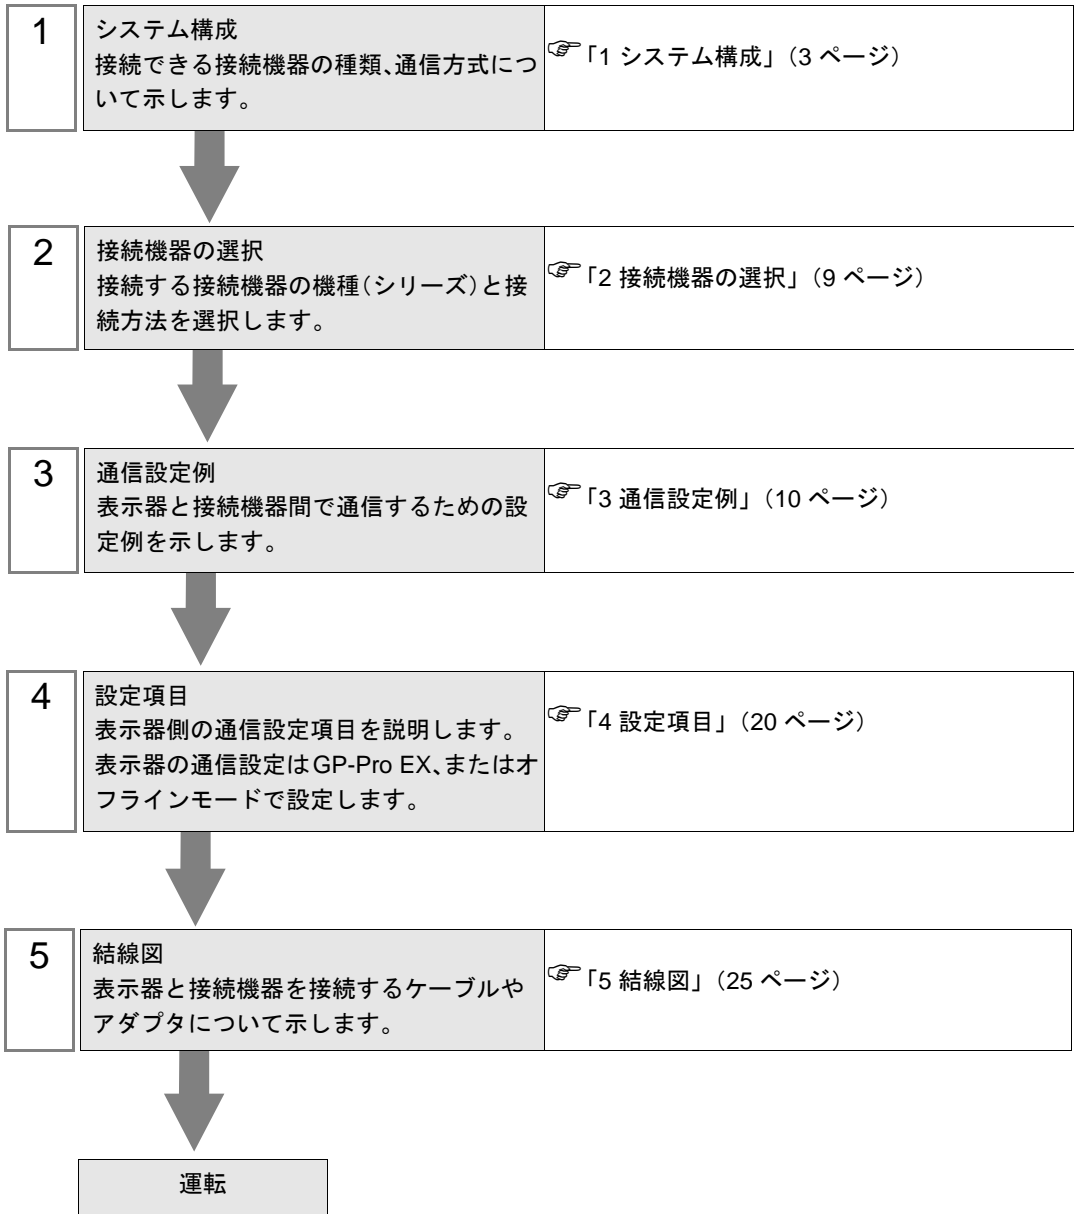 1
システム構成
接続できる接続機器の種類、通信方式につ
いて示します。
「1 システム構成」（3 ページ）
2
接続機器の選択
接続する接続機器の機種（シリーズ）と接
続方法を選択します。
「2 接続機器の選択」（9 ページ）
3
通信設定例
表示器と接続機器間で通信するための設
定例を示します。
「3 通信設定例」（10 ページ）
4
設定項目
表示器側の通信設定項目を説明します。
表示器の通信設定はGP-Pro EX、またはオ
フラインモードで設定します。
「4 設定項目」（20 ページ）
5
結線図
表示器と接続機器を接続するケーブルや
アダプタについて示します。
「5 結線図」（25 ページ）
運転